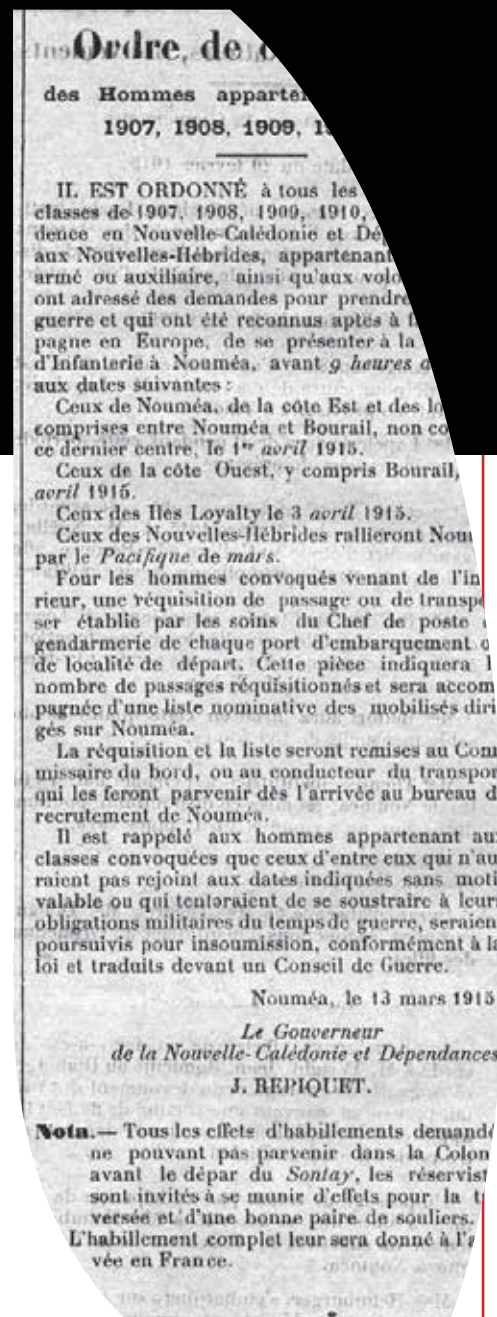 Ordre, de
des Hommes
1907, 1908, 1909,
IL EST ORDONNÉ à tous les
classes de 1907, 1908, 1909, 1910,
dence en Nouvelle-Calédonie et
aux Nouvelles-Hébrides, appartenant
armé ou auxiliaire, ainsi qu'aux
ont adressé des demandes pour prendre
guerre et qui ont été reconnus aptes à
pagne en Europe, de se présenter à la
d'Infanterie à Nouméa, avant 9 heures
aux dates suivantes :
Ceux de Nouméa, de la côte Est et des
comprises entre Nouméa et Bourail, non
ce dernier centre, le 1er avril 1915.
Ceux de la côte Ouest, y compris Bourail,
avril 1915.
Ceux des Iles Loyalty le 3 avril 1915.
Ceux des Nouvelles-Hébrides rallieront
par le Pacifique de mars.
Pour les hommes convoqués venant de l'in
rieur, une réquisition de passage ou de
ser établie par les soins du Chef de poste
gendarmerie de chaque port d'embarquement
de localité de départ. Cette pièce indiquera
nombre de passages réquisitionnés et sera accom
pagnée d'une liste nominative des mobilisés diri
gés sur Nouméa.
La réquisition et la liste seront remises au Com
missaire du bord, ou au conducteur du transpor
qui les feront parvenir dès l'arrivée au bureau d
recrutement de Nouméa.
Il est rappelé aux hommes appartenant aux
classes convoquées que ceux d'entre eux qui n'au
raient pas rejoint aux dates indiquées sans moti
valable ou qui tenteraient de se soustraire à leurs
obligations militaires du temps de guerre, seraien
poursuivis pour insoumission, conformément à la
loi et traduits devant un Conseil de Guerre.
Nouméa, le 13 mars 1915
Le Gouverneur
de la Nouvelle-Calédonie et Dépendances
J. REPIQUET.
Nota.— Tous les effets d'habillements demandé
ne pouvant pas parvenir dans la Colon
avant le dépar du Sontay, les réservist
sont invités à se munir d'effets pour la
versée et d'une bonne paire de souliers.
L'habillement complet leur sera donné à
vée en France.